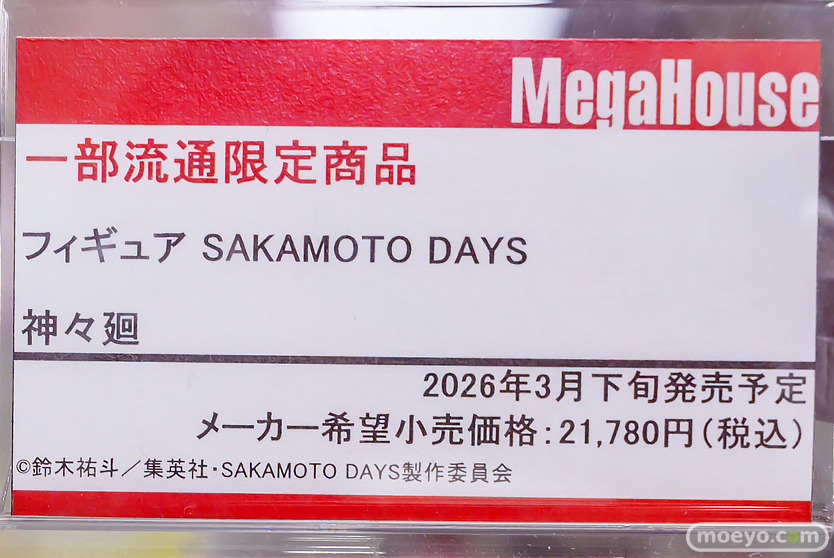 MegaHouse
一部流通限定商品
フィギュア SAKAMOTO DAYS
神々廻
2026年3月下旬発売予定
メーカー希望小売価格：21,780円（税込）
©鈴木祐斗／集英社・SAKAMOTO DAYS製作委員会
moeyo.com